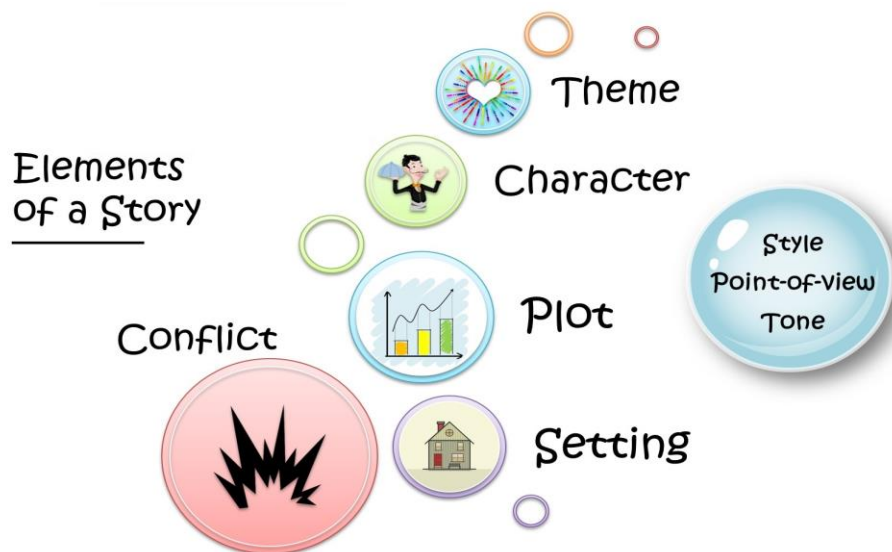 Elements
of a Story
Theme
Character
Plot
Conflict
Setting
Style
Point-of-view
Tone